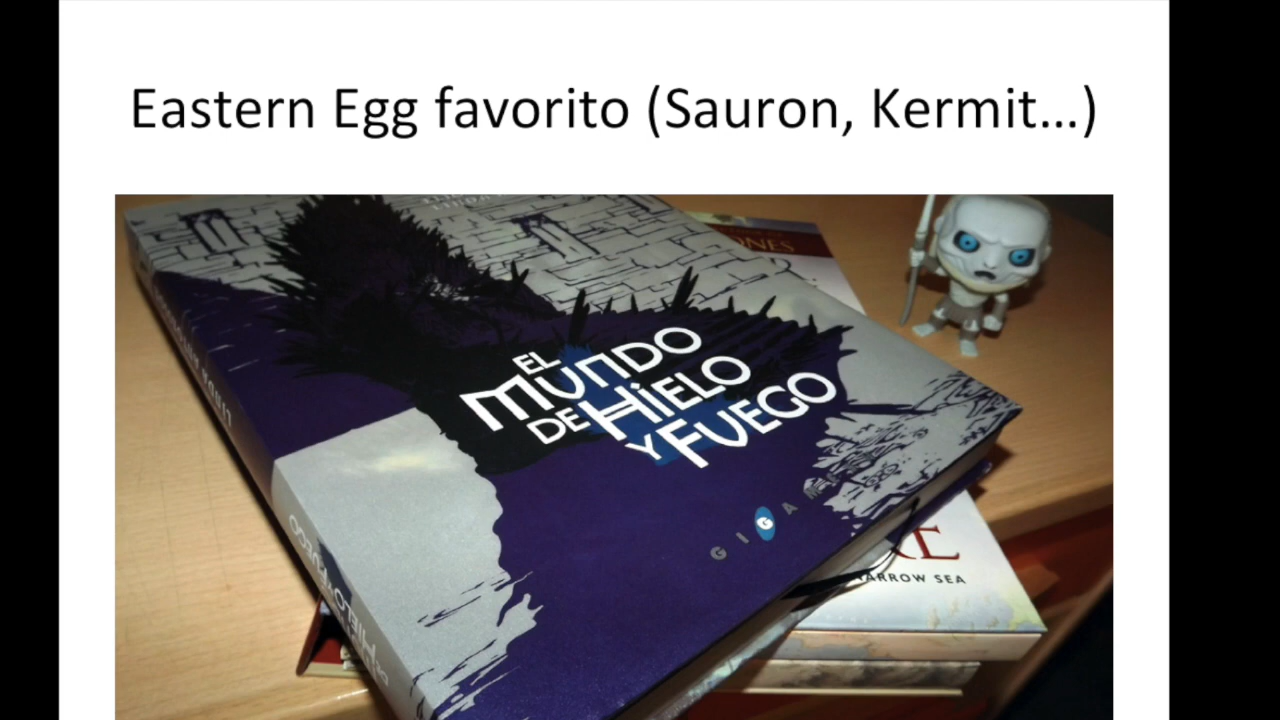 Eastern Egg favorito (Sauron, Kermit...)
EL
MUNDO
DE HIELO
Y FUEGO
GIGAMESH
NARROW SEA